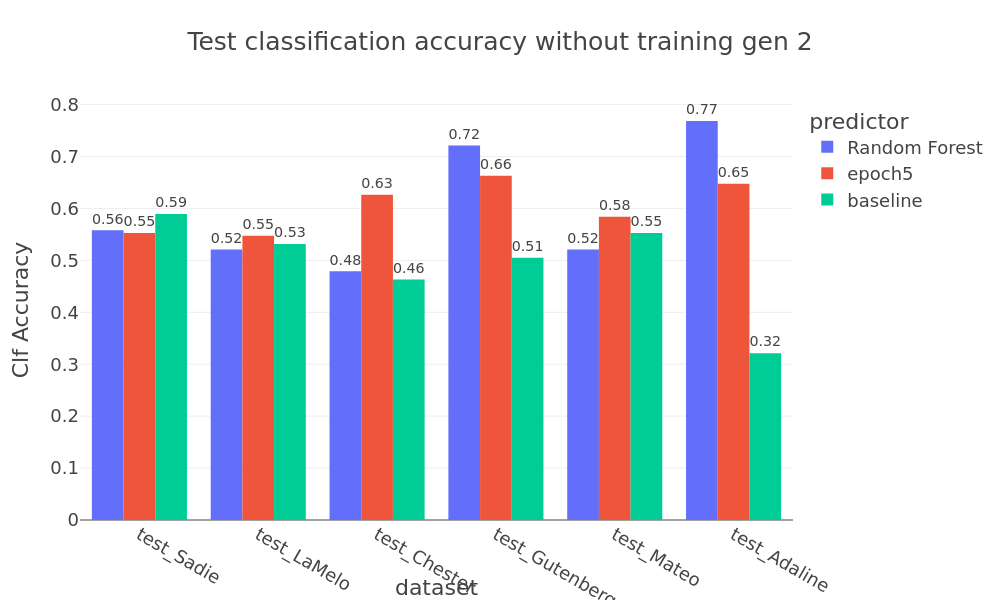 Test classification accuracy without training gen 2
Clf Accuracy
0.8
0.7
0.6
0.5
0.4
0.3
0.2
0.1
0
0.56 0.55 0.59
0.52 0.55 0.53
0.48 0.63 0.46
0.72 0.66 0.51
0.52 0.58 0.55
0.77 0.65 0.32
test_Sadie
test_LaMelo
test_Chester
test_Gutenberg
test_Mateo
test_Adaline
dataset
predictor
Random Forest
epoch5
baseline